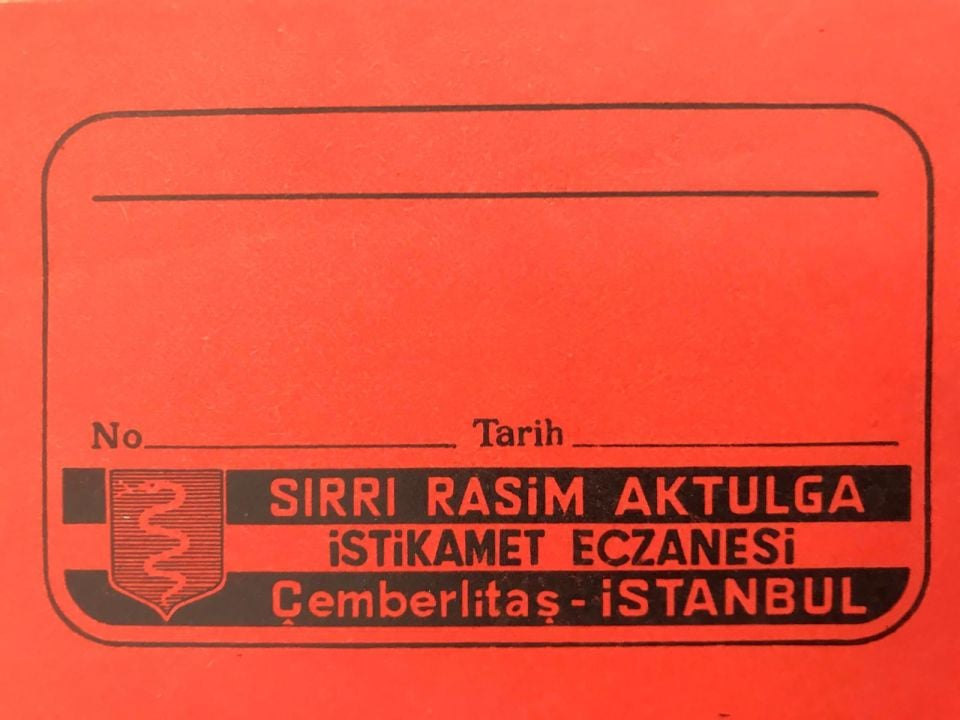 No Tarih
SIRRI RASiM AKTULGA
iSTiKAMET ECZANESi
Çemberlitaş - iSTANBUL